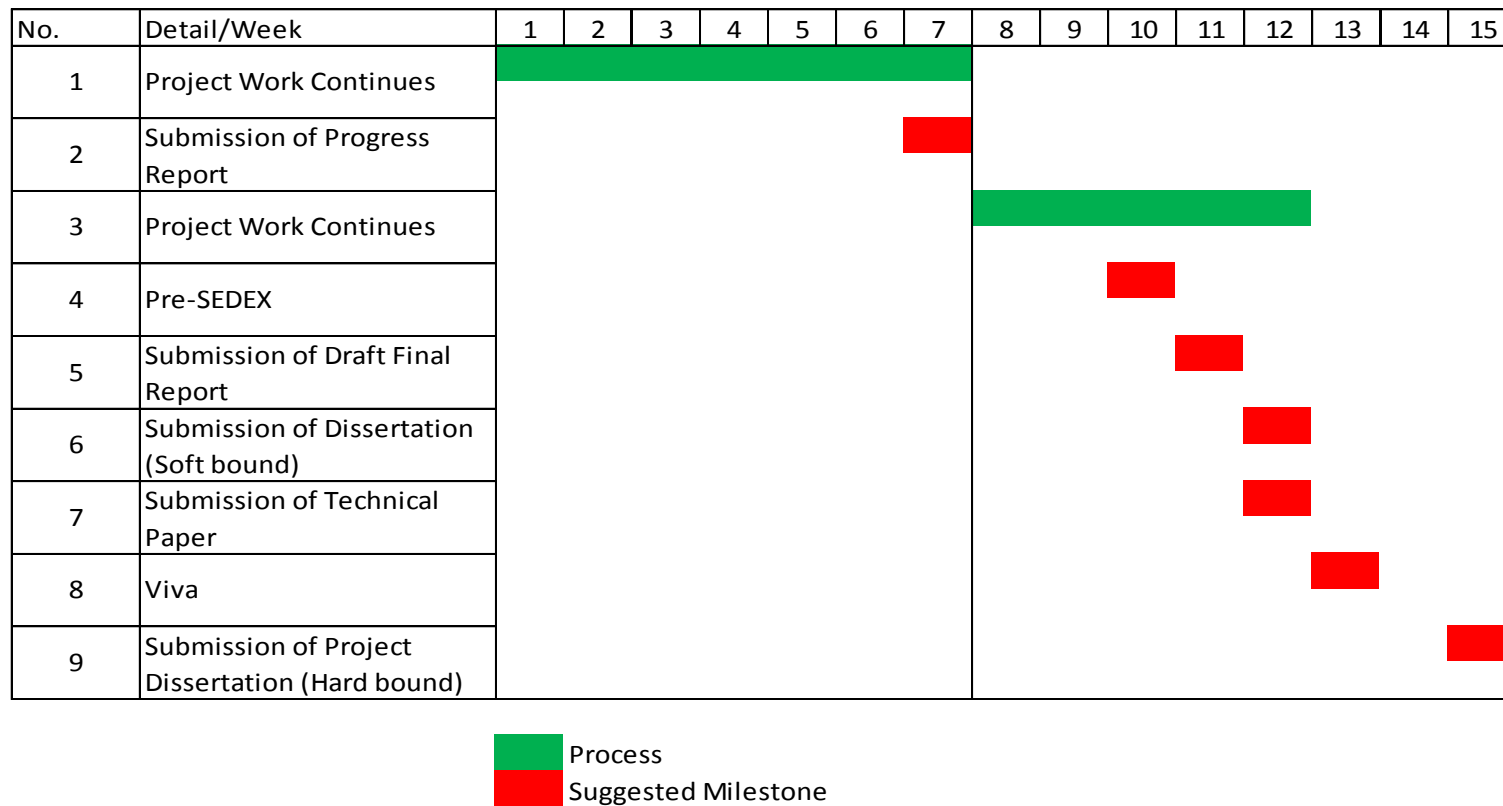 No. Detail/Week 1 2 3 4 5 6 7 8 9 10 11 12 13 14 15
1 Project Work Continues
2 Submission of Progress
Report
3 Project Work Continues
4 Pre-SEDEX
5 Submission of Draft Final
Report
6 Submission of Dissertation
(Soft bound)
7 Submission of Technical
Paper
8 Viva
9 Submission of Project
Dissertation (Hard bound)
Process
Suggested Milestone